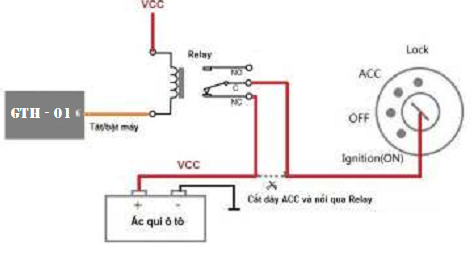 VCC
Relay
NO
C
NC
GTH - 01
Tắt/bật máy
Lock
ACC
OFF
Ignition(ON)
VCC
+ -
Ác qui ô tô
Cắt dây ACC và nối qua Relay